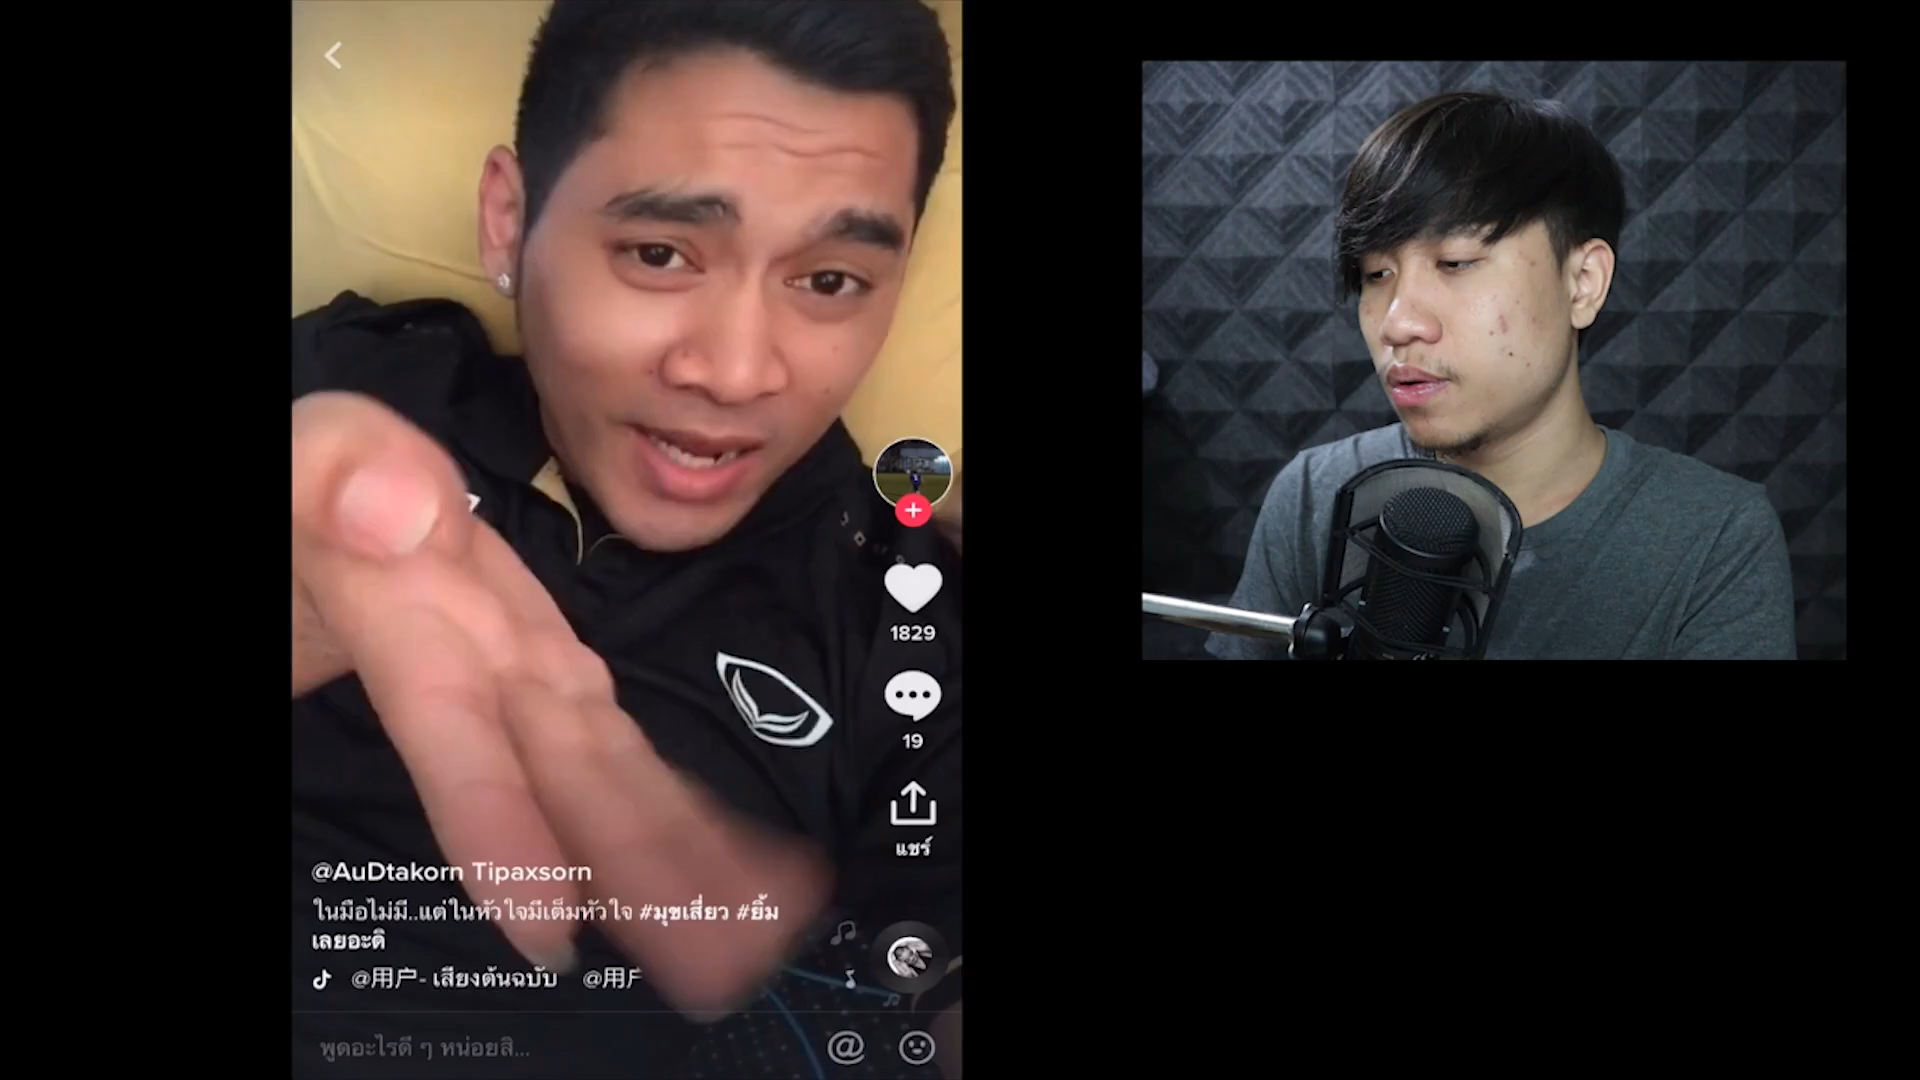 1829
19
แชร์
@AuDtakorn Tipaxsorn
ในมือไม่มี..แต่ในหัวใจมีเต็มหัวใจ #มุขเสี่ยว #ยิ้ม
เลยอะดิ
@用户- เสียงต้นฉบับ @用户
พูดอะไรดี ๆ หน่อยสิ...